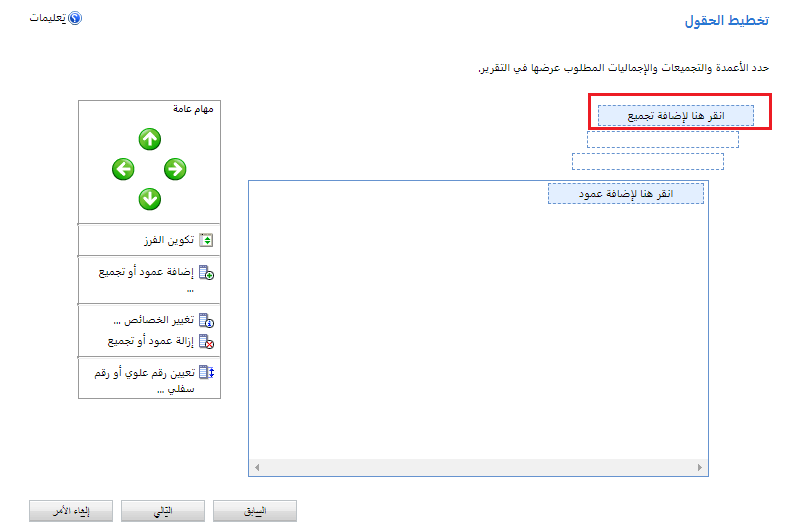 تخطيط الحقول
تعليمات
حدد الأعمدة والتجميعات والإجماليات المطلوب عرضها في التقرير.
انقر هنا لإضافة تجميع
انقر هنا لإضافة عمود
مهام عامة
تكوين الفرز
إضافة عمود أو تجميع
...
تغيير الخصائص ...
إزالة عمود أو تجميع
تعيين رقم علوي أو رقم
سفلي ...
السابق
التالي
إلغاء الأمر